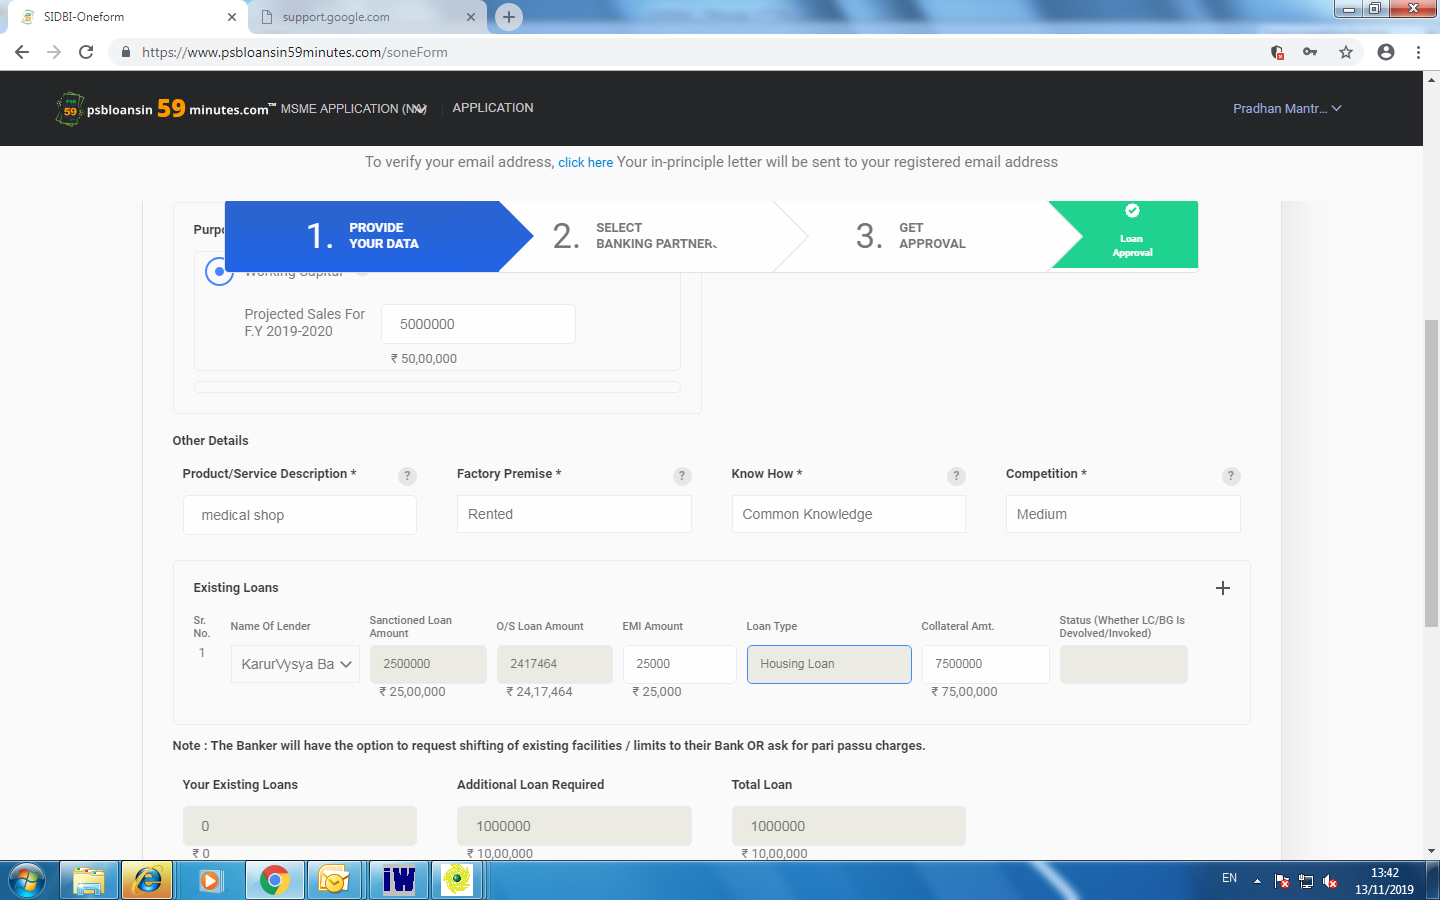 SIDBI-Oneform
support.google.com
https://www.psbloansin59minutes.com/soneForm
psbloansin 59 minutes.com™ MSME APPLICATION
APPLICATION
Pradhan Mantr...
To verify your email address, click here Your in-principle letter will be sent to your registered email address
Purpo
1. PROVIDE
YOUR DATA
2. SELECT
BANKING PARTNER
3. GET
APPROVAL
Loan
Approval
Working Capital
Projected Sales For
F.Y 2019-2020
5000000
₹ 50,00,000
Other Details
Product/Service Description * ?
Factory Premise * ?
Know How * ?
Competition * ?
medical shop
Rented
Common Knowledge
Medium
Existing Loans
Sr.
No.
Name Of Lender
Sanctioned Loan
Amount
O/S Loan Amount
EMI Amount
Loan Type
Collateral Amt.
Status (Whether LC/BG Is
Devolved/Invoked)
1
KarurVysya Ba
2500000
2417464
25000
Housing Loan
7500000
₹ 25,00,000
₹ 24,17,464
₹ 25,000
₹ 75,00,000
Note : The Banker will have the option to request shifting of existing facilities / limits to their Bank OR ask for pari passu charges.
Your Existing Loans
Additional Loan Required
Total Loan
0
1000000
1000000
₹ 0
₹ 10,00,000
₹ 10,00,000
iW
EN
13:42
13/11/2019